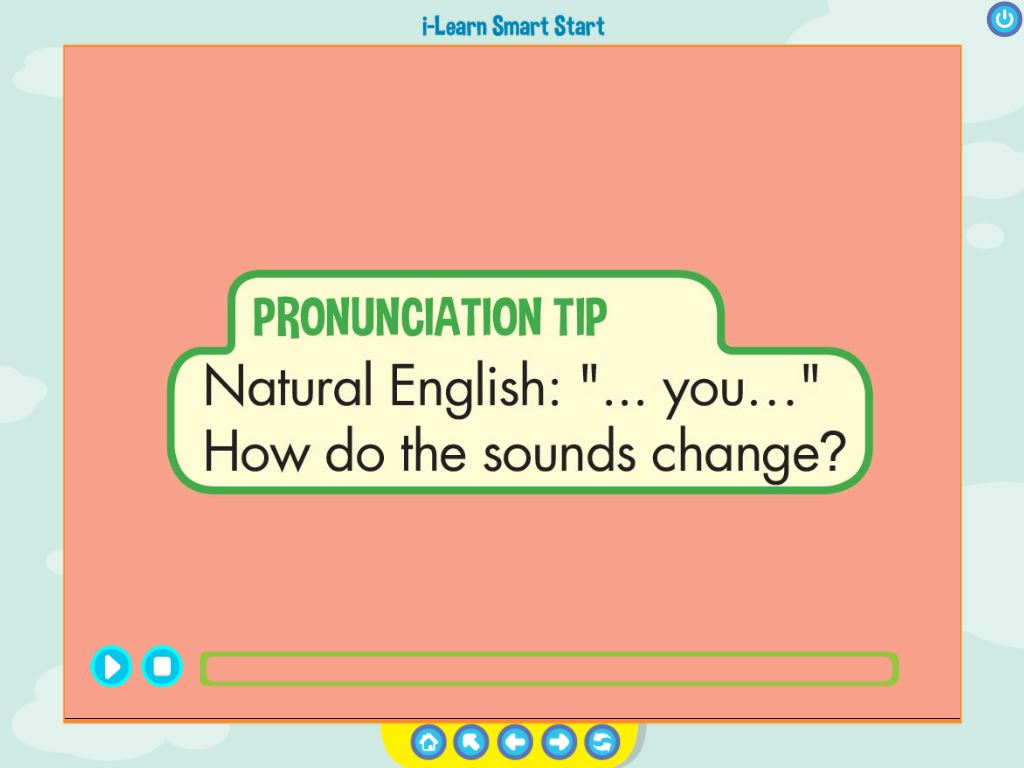 i-Learn Smart Start
PRONUNCIATION TIP
Natural English: "... you..."
How do the sounds change?